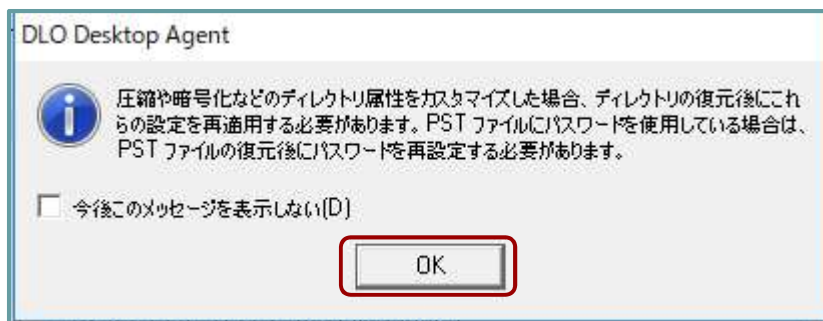 DLO Desktop Agent
圧縮や暗号化などのディレクトリ属性をカスタマイズした場合、ディレクトリの復元後にこれ
らの設定を再適用する必要があります。PST ファイルにパスワードを使用している場合は、
PST ファイルの復元後にパスワードを再設定する必要があります。
今後このメッセージを表示しない(D)
OK